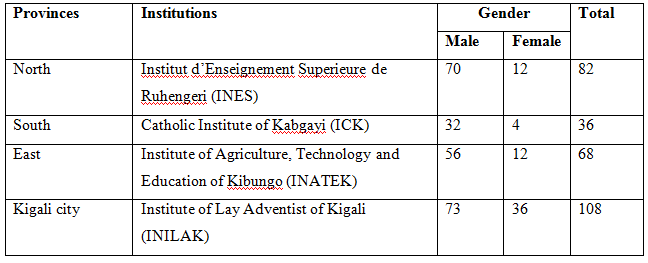 Provinces Institutions Gender Total
Male Female
North Institut d’Enseignement Superieure de 70 12 82
Ruhengeri (INES)
South Catholic Institute of Kabgayi (ICK) 32 4 36
East Institute of Agriculture, Technology and 56 12 68
Education of Kibungo (INATEK)
Kigali city Institute of Lay Adventist of Kigali 73 36 108
(INILAK)